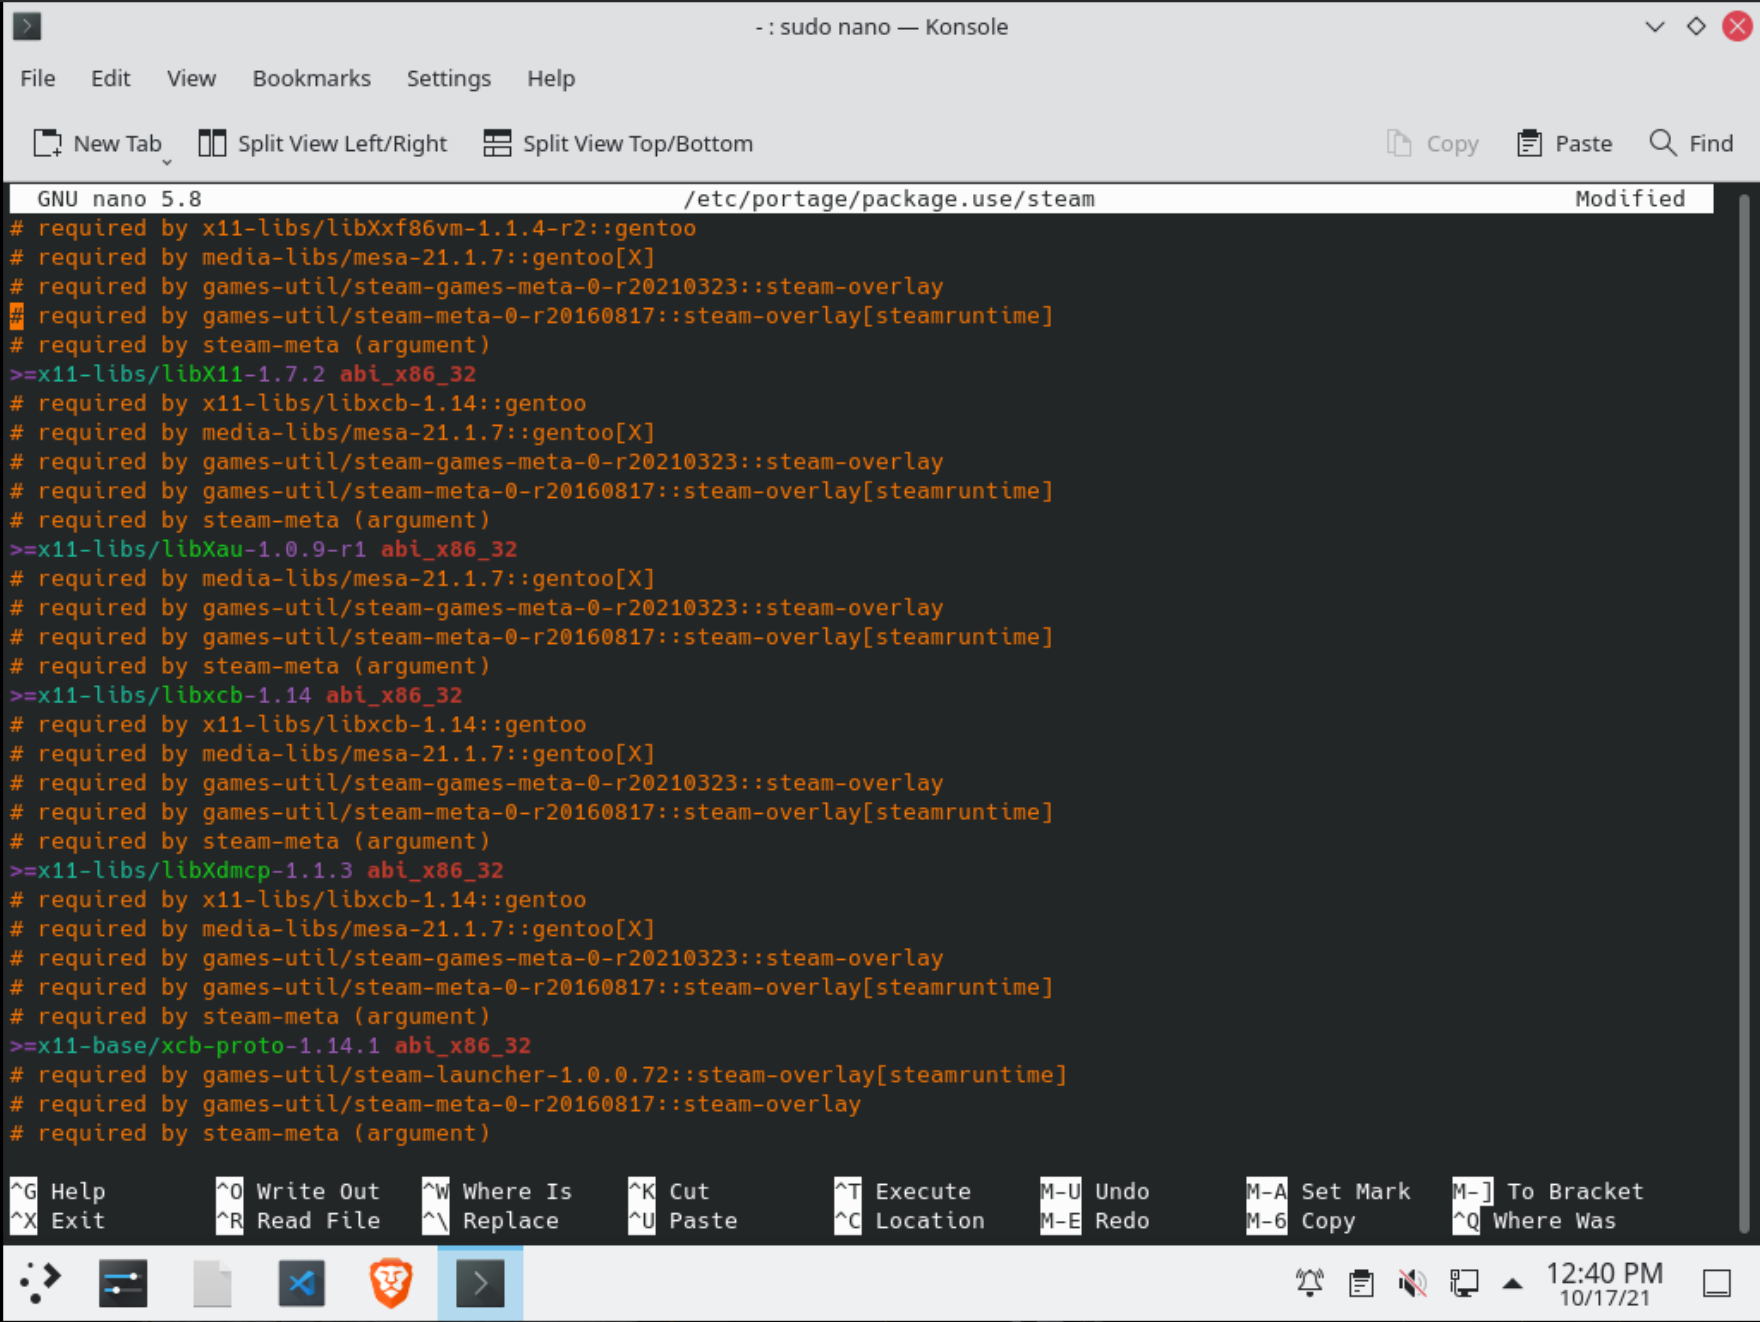 - : sudo nano — Konsole
File Edit View Bookmarks Settings Help
New Tab Split View Left/Right Split View Top/Bottom Copy Paste Find
GNU nano 5.8 /etc/portage/package.use/steam Modified
# required by x11-libs/libXxf86vm-1.1.4-r2::gentoo
# required by media-libs/mesa-21.1.7::gentoo[X]
# required by games-util/steam-games-meta-0-r20210323::steam-overlay
# required by games-util/steam-meta-0-r20160817::steam-overlay[steamruntime]
# required by steam-meta (argument)
>=x11-libs/libX11-1.7.2 abi_x86_32
# required by x11-libs/libxcb-1.14::gentoo
# required by media-libs/mesa-21.1.7::gentoo[X]
# required by games-util/steam-games-meta-0-r20210323::steam-overlay
# required by games-util/steam-meta-0-r20160817::steam-overlay[steamruntime]
# required by steam-meta (argument)
>=x11-libs/libXau-1.0.9-r1 abi_x86_32
# required by media-libs/mesa-21.1.7::gentoo[X]
# required by games-util/steam-games-meta-0-r20210323::steam-overlay
# required by games-util/steam-meta-0-r20160817::steam-overlay[steamruntime]
# required by steam-meta (argument)
>=x11-libs/libxcb-1.14 abi_x86_32
# required by x11-libs/libxcb-1.14::gentoo
# required by media-libs/mesa-21.1.7::gentoo[X]
# required by games-util/steam-games-meta-0-r20210323::steam-overlay
# required by games-util/steam-meta-0-r20160817::steam-overlay[steamruntime]
# required by steam-meta (argument)
>=x11-libs/libXdmcp-1.1.3 abi_x86_32
# required by x11-libs/libxcb-1.14::gentoo
# required by media-libs/mesa-21.1.7::gentoo[X]
# required by games-util/steam-games-meta-0-r20210323::steam-overlay
# required by games-util/steam-meta-0-r20160817::steam-overlay[steamruntime]
# required by steam-meta (argument)
>=x11-base/xcb-proto-1.14.1 abi_x86_32
# required by games-util/steam-launcher-1.0.0.72::steam-overlay[steamruntime]
# required by games-util/steam-meta-0-r20160817::steam-overlay
# required by steam-meta (argument)
^G Help ^O Write Out ^W Where Is ^K Cut ^T Execute M-U Undo M-A Set Mark M-] To Bracket
^X Exit ^R Read File ^\ Replace ^U Paste ^C Location M-E Redo M-6 Copy ^Q Where Was
12:40 PM
10/17/21